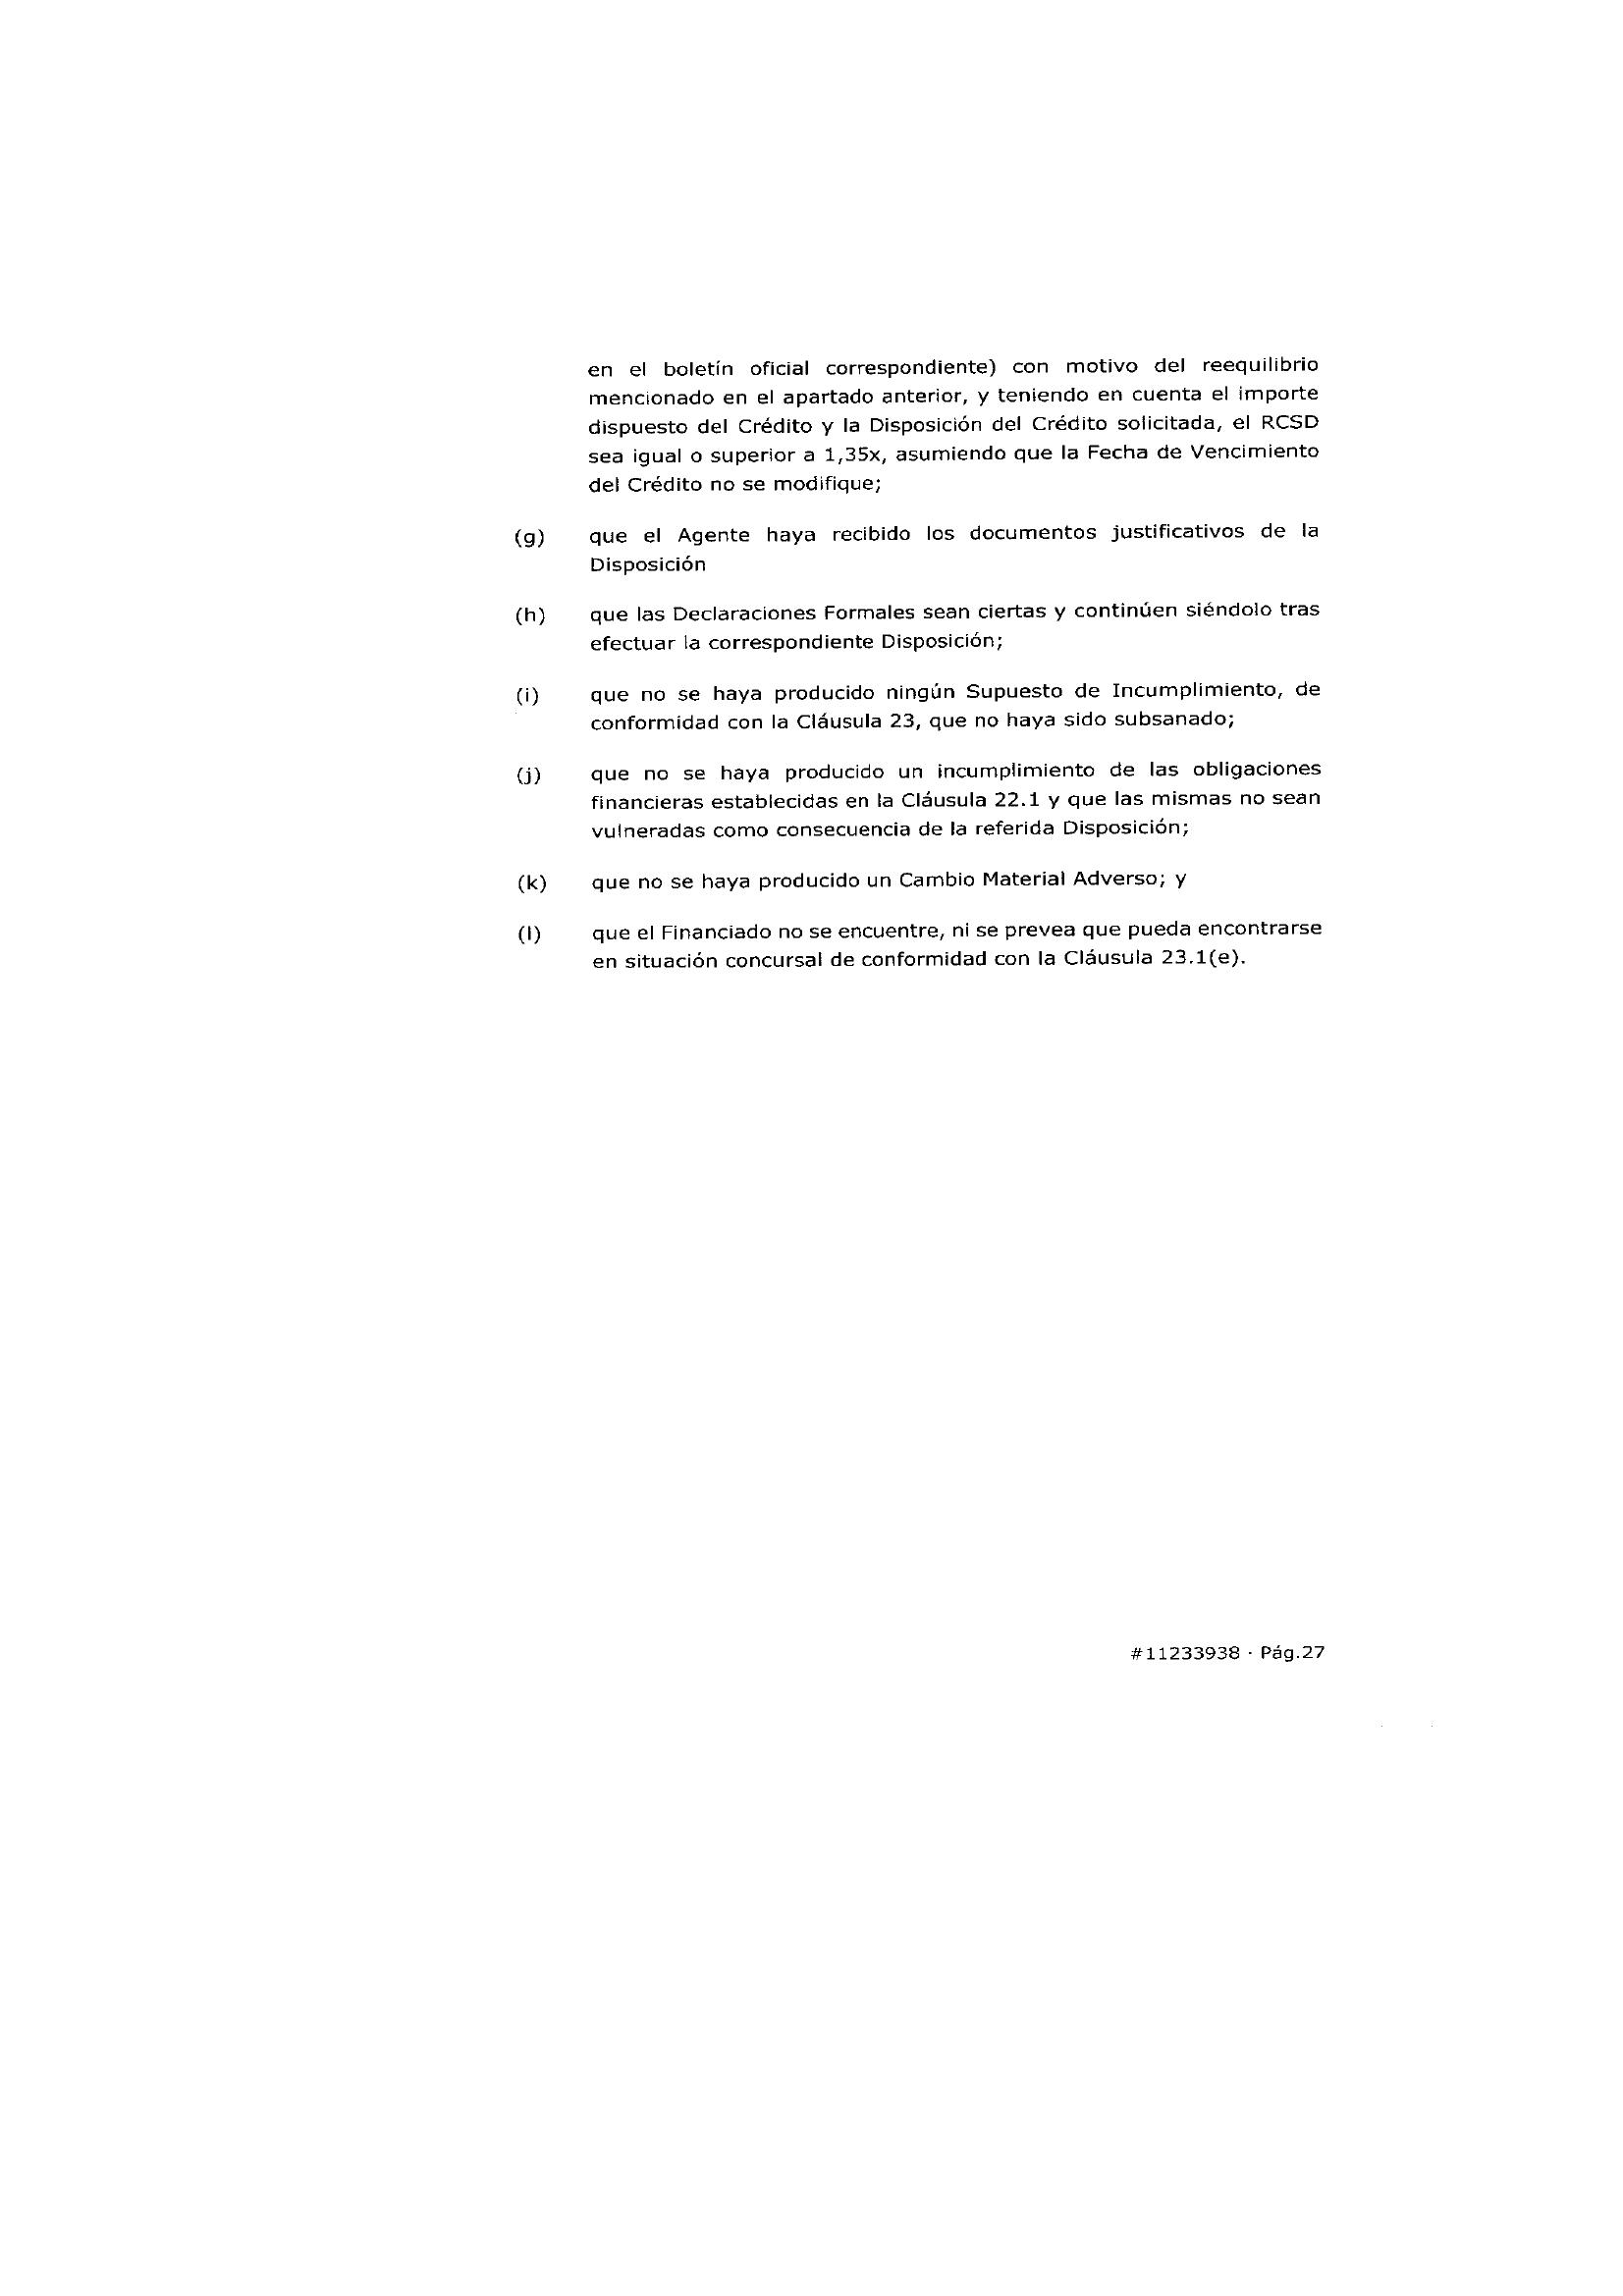 en el boletín oficial correspondiente) con motivo del reequilibrio
mencionado en el apartado anterior, y teniendo en cuenta el importe
dispuesto del Crédito y la Disposición del Crédito solicitada, el RCSD
sea igual o superior a 1,35x, asumiendo que la Fecha de Vencimiento
del Crédito no se modifique;
(g) que el Agente haya recibido los documentos justificativos de la
Disposición
(h) que las Declaraciones Formales sean ciertas y continúen siéndolo tras
efectuar la correspondiente Disposición;
(i) que no se haya producido ningún Supuesto de Incumplimiento, de
conformidad con la Cláusula 23, que no haya sido subsanado;
(j) que no se haya producido un incumplimiento de las obligaciones
financieras establecidas en la Cláusula 22.1 y que las mismas no sean
vulneradas como consecuencia de la referida Disposición;
(k) que no se haya producido un Cambio Material Adverso; y
(l) que el Financiado no se encuentre, ni se prevea que pueda encontrarse
en situación concursal de conformidad con la Cláusula 23.1(e).
#11233938 · Pág.27